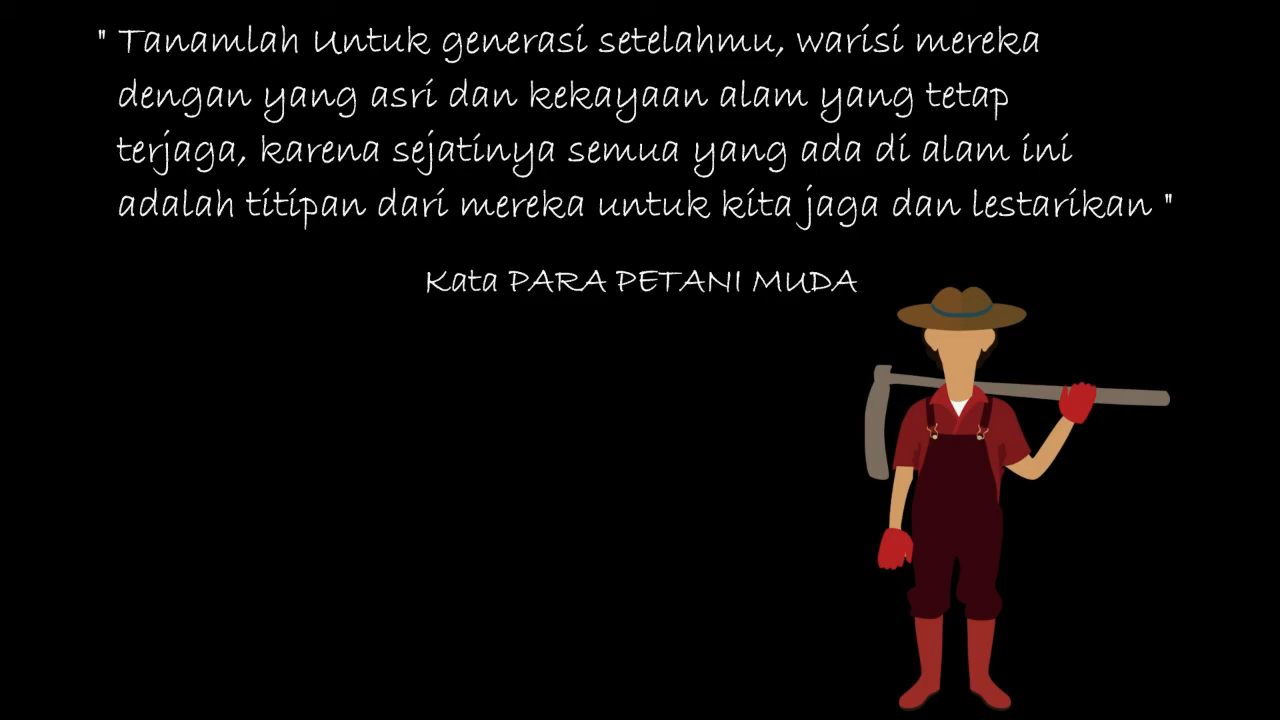 " Tanamlah Untuk generasi setelahmu, warisi mereka
dengan yang asri dan kekayaan alam yang tetap
terjaga, karena sejatinya semua yang ada di alam ini
adalah titipan dari mereka untuk kita jaga dan lestarikan "
Kata PARA PETANI MUDA